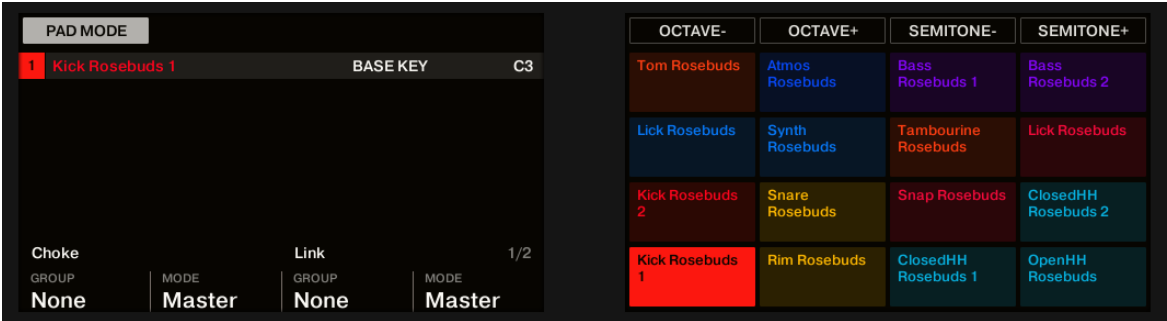 PAD MODE
1 Kick Rosebuds 1 BASE KEY C3
Choke Link 1/2
GROUP MODE GROUP MODE
None Master None Master
OCTAVE- OCTAVE+ SEMITONE- SEMITONE+
Tom Rosebuds
Atmos
Rosebuds
Bass
Rosebuds 1
Bass
Rosebuds 2
Lick Rosebuds
Synth
Rosebuds
Tambourine
Rosebuds
Lick Rosebuds
Kick Rosebuds
2
Snare
Rosebuds
Snap Rosebuds
ClosedHH
Rosebuds 2
Kick Rosebuds
1
Rim Rosebuds
ClosedHH
Rosebuds 1
OpenHH
Rosebuds